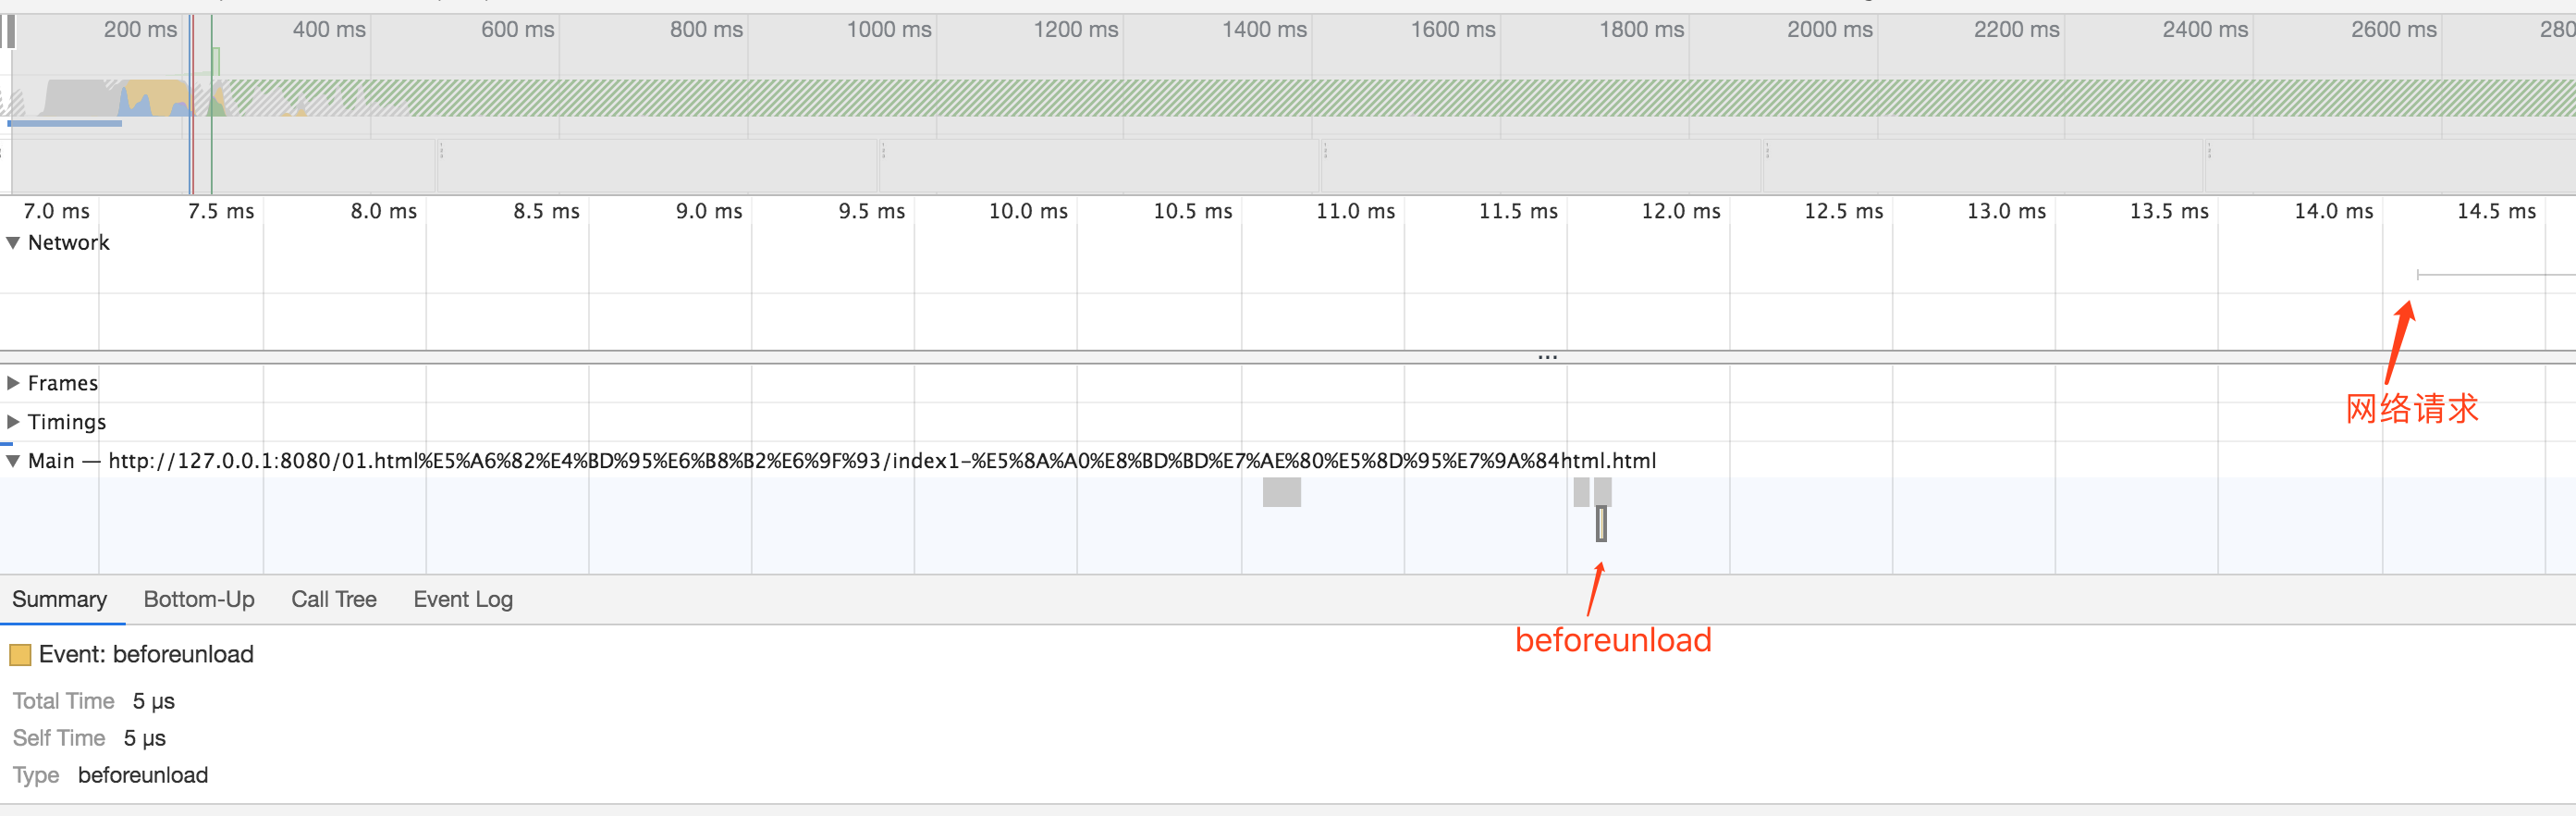 200 ms 400 ms 600 ms 800 ms 1000 ms 1200 ms 1400 ms 1600 ms 1800 ms 2000 ms 2200 ms 2400 ms 2600 ms 280
7.0 ms 7.5 ms 8.0 ms 8.5 ms 9.0 ms 9.5 ms 10.0 ms 10.5 ms 11.0 ms 11.5 ms 12.0 ms 12.5 ms 13.0 ms 13.5 ms 14.0 ms 14.5 ms
Network
...
Frames
网络请求
Timings
Main — http://127.0.0.1:8080/01.html%E5%A6%82%E4%BD%95%E6%B8%B2%E6%9F%93/index1-%E5%8A%A0%E8%BD%BD%E7%AE%80%E5%8D%95%E7%9A%84html.html
Summary Bottom-Up Call Tree Event Log
beforeunload
Event: beforeunload
Total Time 5 μs
Self Time 5 μs
Type beforeunload